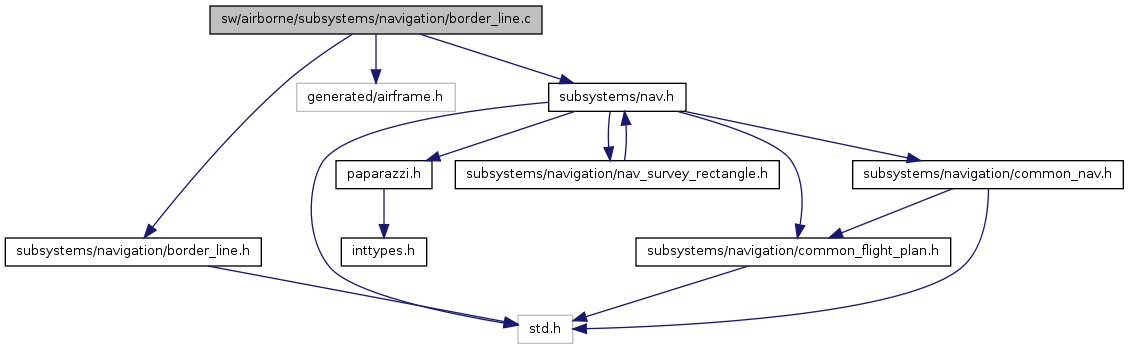 sw/airborne/subsystems/navigation/border_line.c
generated/airframe.h
subsystems/nav.h
paparazzi.h
subsystems/navigation/nav_survey_rectangle.h
subsystems/navigation/common_nav.h
subsystems/navigation/border_line.h
inttypes.h
subsystems/navigation/common_flight_plan.h
std.h